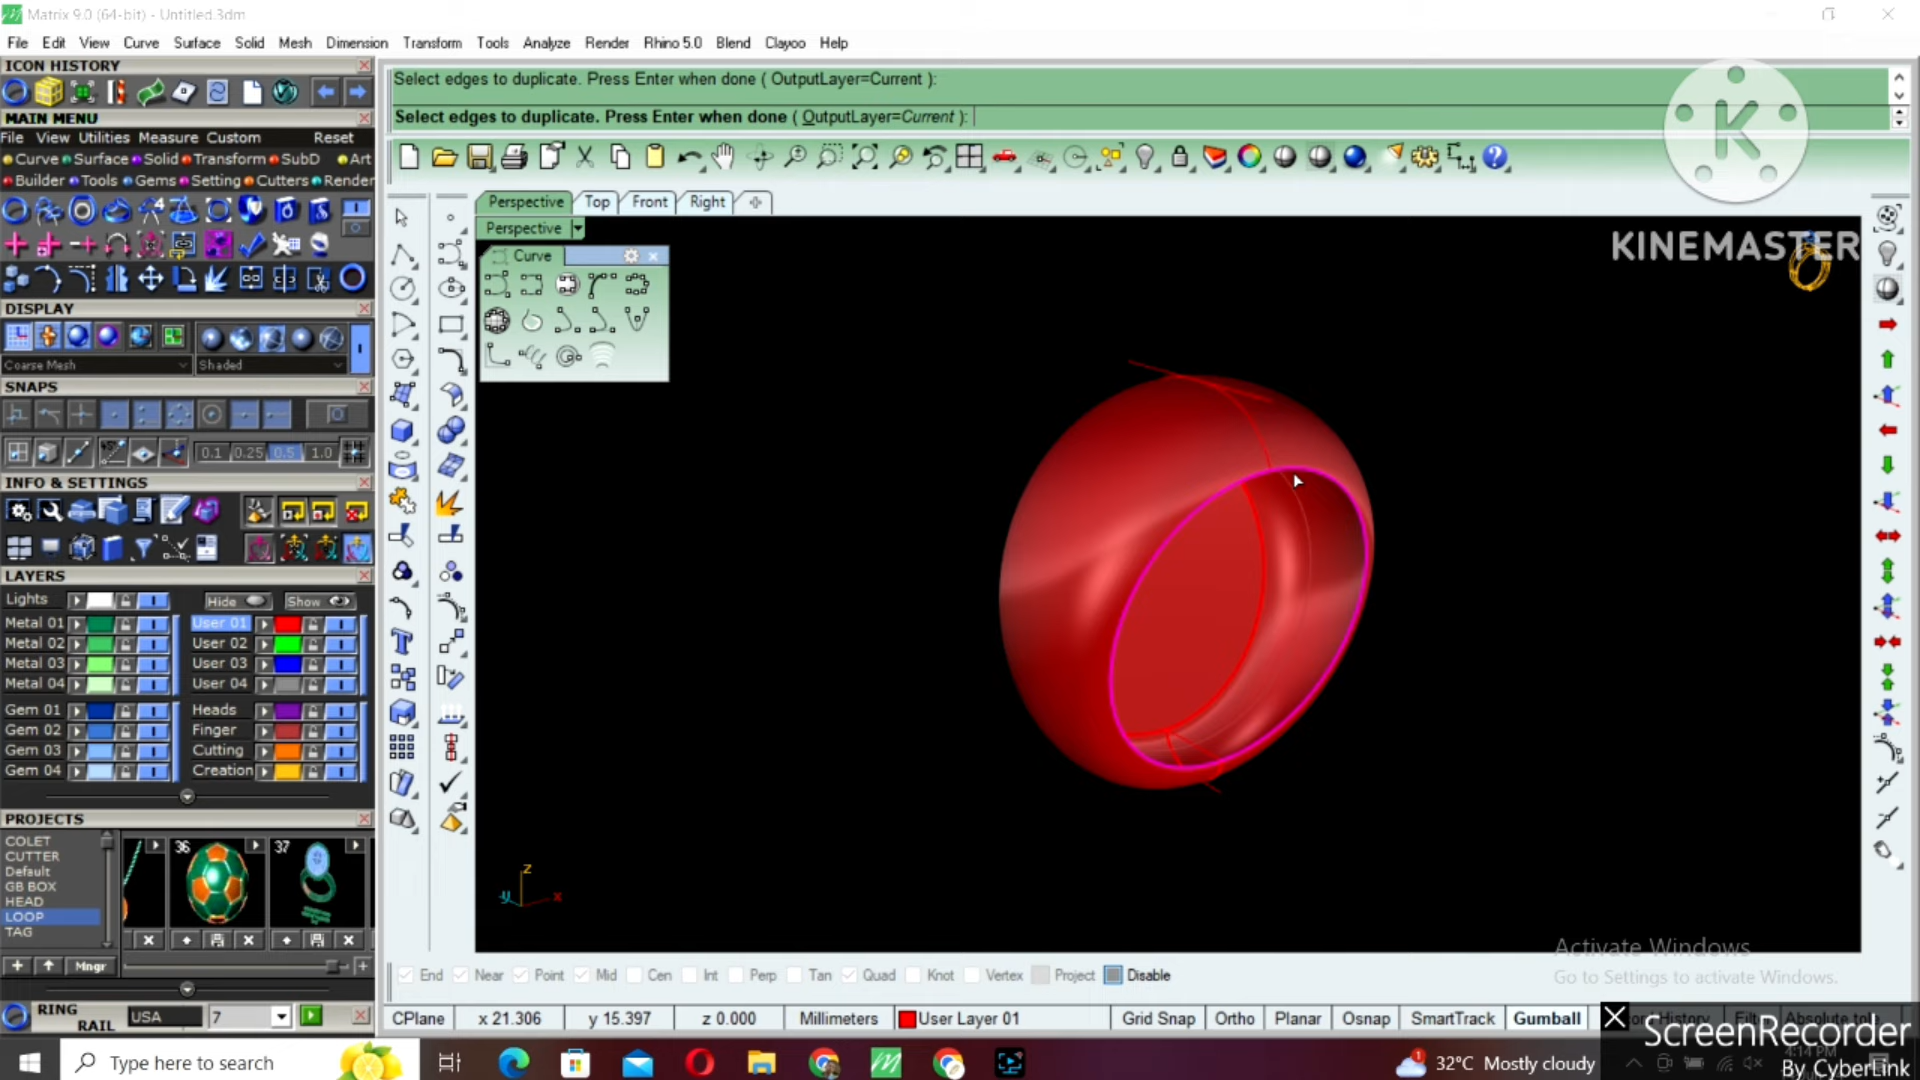 Matrix 9.0 (64-bit) - Untitled.3dm
File Edit View Curve Surface Solid Mesh Dimension Transform Tools Analyze Render Rhino 5.0 Blend Clayoo Help
ICON HISTORY
Select edges to duplicate. Press Enter when done ( OutputLayer=Current ):
Select edges to duplicate. Press Enter when done ( OutputLayer=Current ):
MAIN MENU
File View Utilities Measure Custom Reset
Curve Surface Solid Transform SubD Art
Builder Tools Gems Setting Cutters Render
Perspective Top Front Right
Perspective
Curve
K
KINEMASTER
DISPLAY
Coarse Mesh Shaded
SNAPS
0.1 0.25 0.5 1.0
INFO & SETTINGS
LAYERS
Lights Hide Show
Metal 01 User 01
Metal 02 User 02
Metal 03 User 03
Metal 04 User 04
Gem 01 Heads
Gem 02 Finger
Gem 03 Cutting
Gem 04 Creation
PROJECTS
COLET
CUTTER
Default
GB BOX
HEAD
LOOP
TAG
36 37
Mngr
z
y
x
Activate Windows
Go to Settings to activate Windows.
End Near Point Mid Cen Int Perp Tan Quad Knot Vertex Project Disable
RING RAIL USA 7
CPlane x 21.306 y 15.397 z 0.000 Millimeters User Layer 01 Grid Snap Ortho Planar Osnap SmartTrack Gumball
ScreenRecorder
By CyberLink
Type here to search
1
32°C Mostly cloudy
4:14 PM